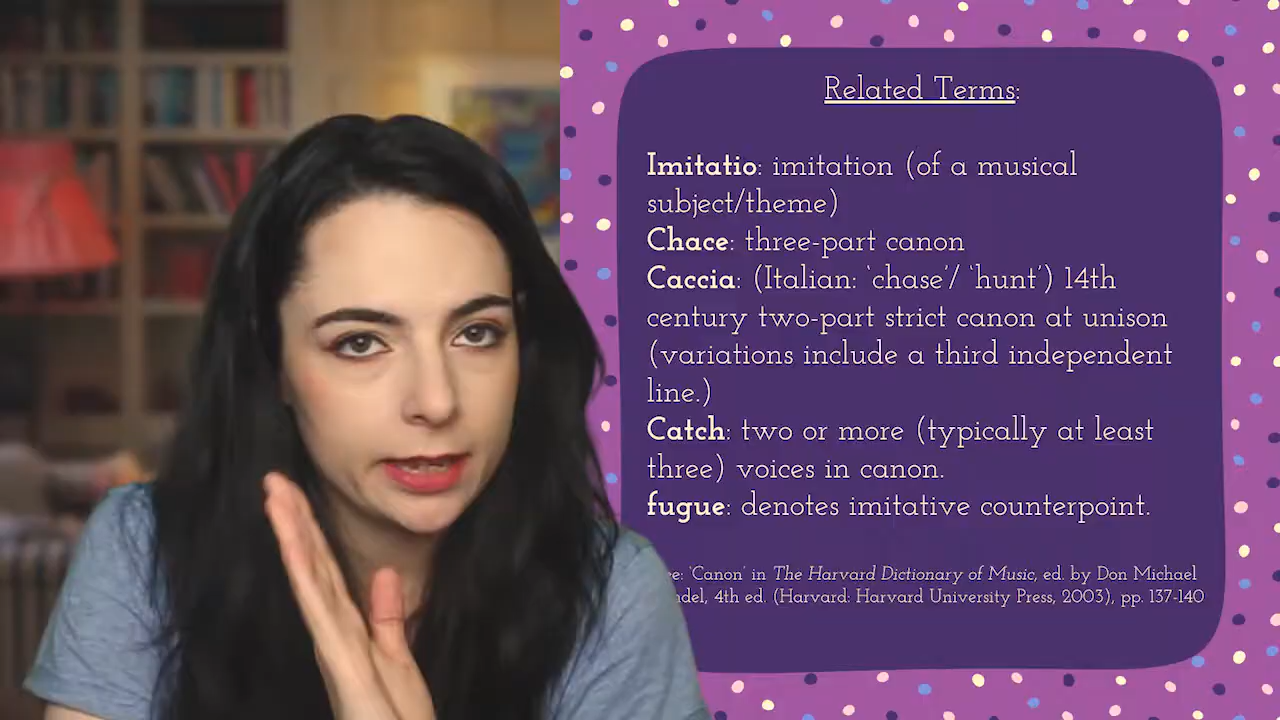 Related Terms:
Imitatio: imitation (of a musical
subject/theme)
Chace: three-part canon
Caccia: (Italian: 'chase'/ 'hunt') 14th
century two-part strict canon at unison
(variations include a third independent
line.)
Catch: two or more (typically at least
three) voices in canon.
fugue: denotes imitative counterpoint.
'Canon' in The Harvard Dictionary of Music, ed. by Don Michael
4th ed. (Harvard: Harvard University Press, 2003), pp. 137-140